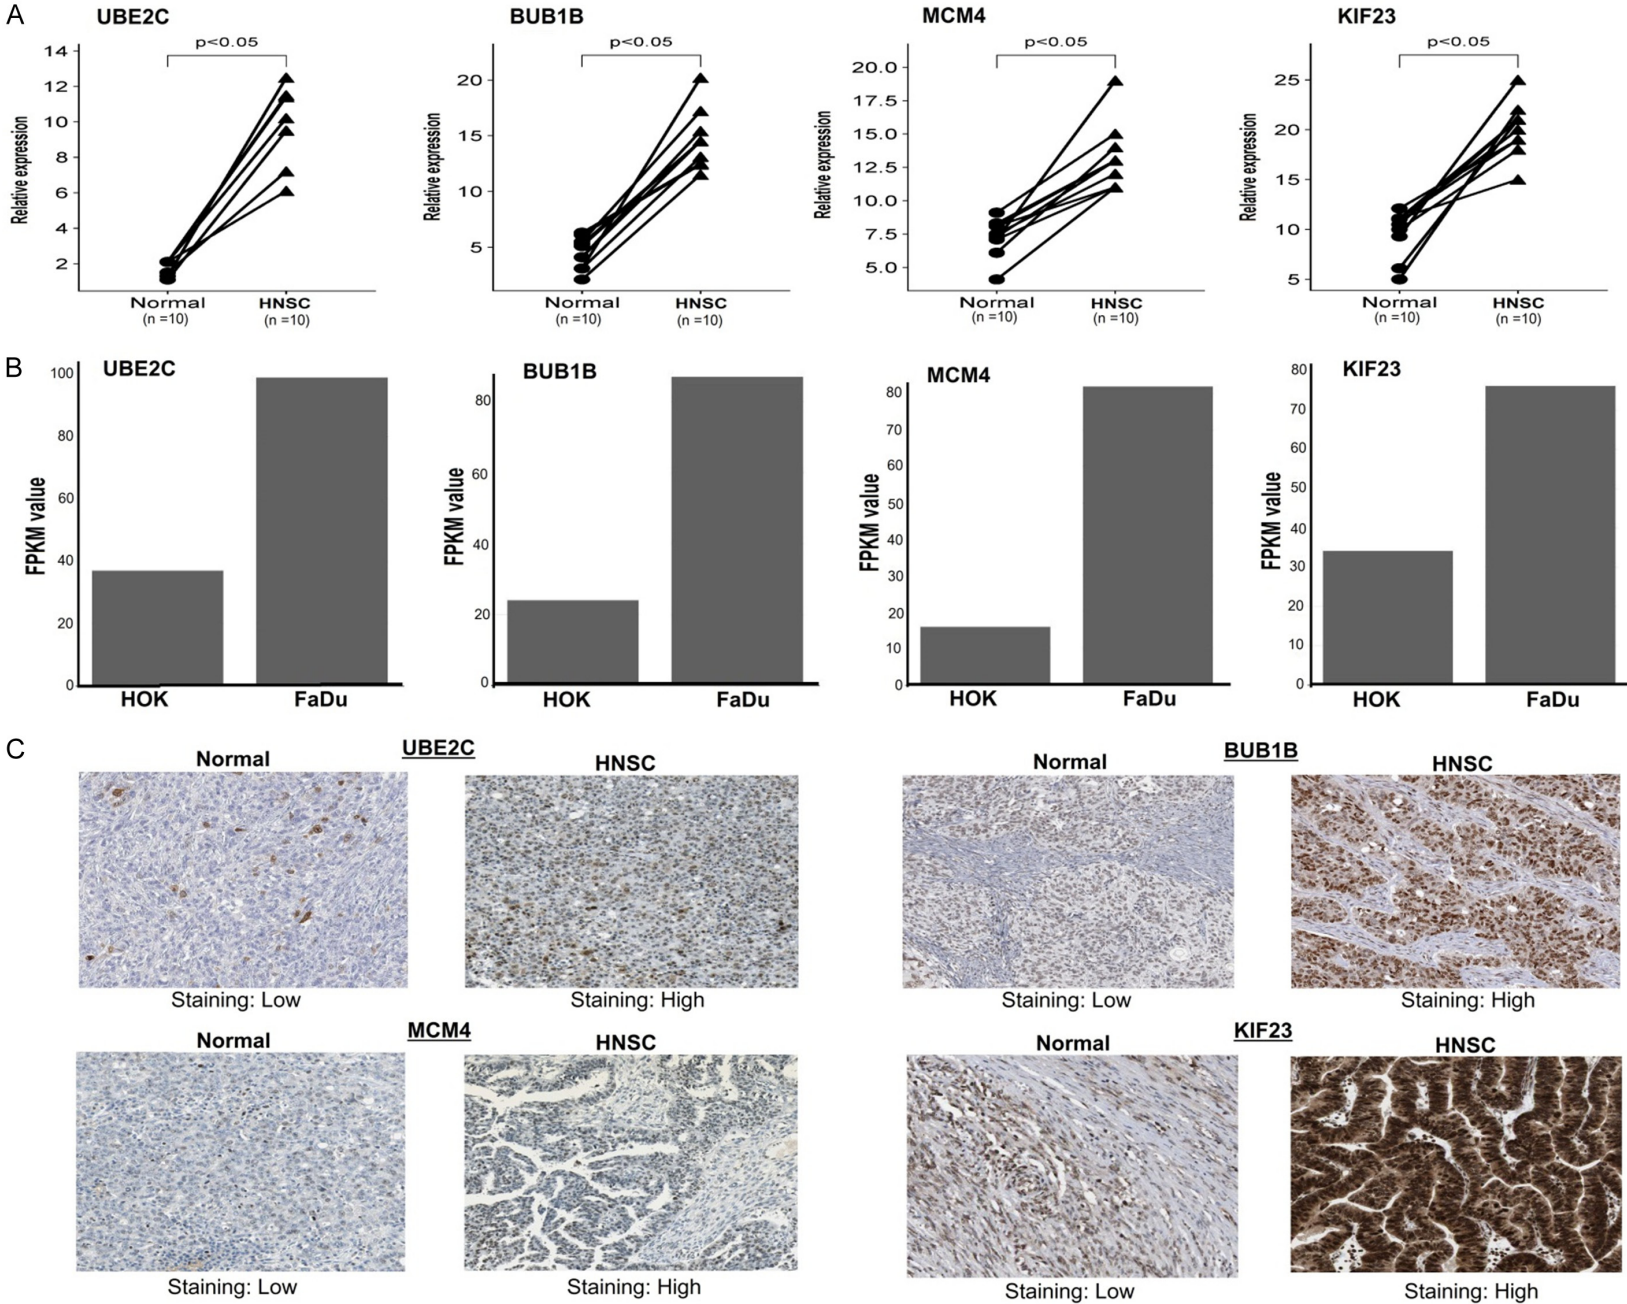 A
UBE2C
BUB1B
MCM4
KIF23
p<0.05
p<0.05
p<0.05
p<0.05
Relative expression
14
12
10
8
6
4
2
Normal
HNSC
(n =10)
(n =10)
Relative expression
20
15
10
5
Normal
HNSC
(n =10)
(n =10)
Relative expression
20.0
17.5
15.0
12.5
10.0
7.5
5.0
Normal
HNSC
(n =10)
(n =10)
Relative expression
25
20
15
10
5
Normal
HNSC
(n =10)
(n =10)
B
UBE2C
FPKM value
100
80
60
40
20
0
HOK
FaDu
BUB1B
FPKM value
80
60
40
20
0
HOK
FaDu
MCM4
FPKM value
80
70
60
50
40
30
20
10
0
HOK
FaDu
KIF23
FPKM value
80
70
60
50
40
30
20
10
0
HOK
FaDu
C
UBE2C
Normal
HNSC
Staining: Low
Staining: High
BUB1B
Normal
HNSC
Staining: Low
Staining: High
MCM4
Normal
HNSC
Staining: Low
Staining: High
KIF23
Normal
HNSC
Staining: Low
Staining: High